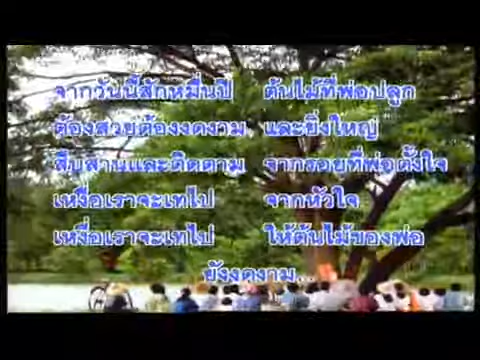 จากวันนี้สักหมื่นปี ต้นไม้ที่พ่อปลูก
ต้องสวยต้องงดงาม และยิ่งใหญ่
สืบสานและติดตาม จากรอยที่พ่อตั้งใจ
เหงื่อเราจะเทไป จากหัวใจ
เหงื่อเราจะเทไป ให้ต้นไม้ของพ่อ
ยังงดงาม...